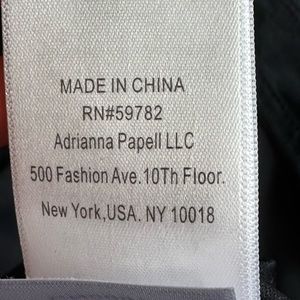 MADE IN CHINA
RN#59782
Adrianna Papell LLC
500 Fashion Ave.10Th Floor.
New York,USA. NY 10018